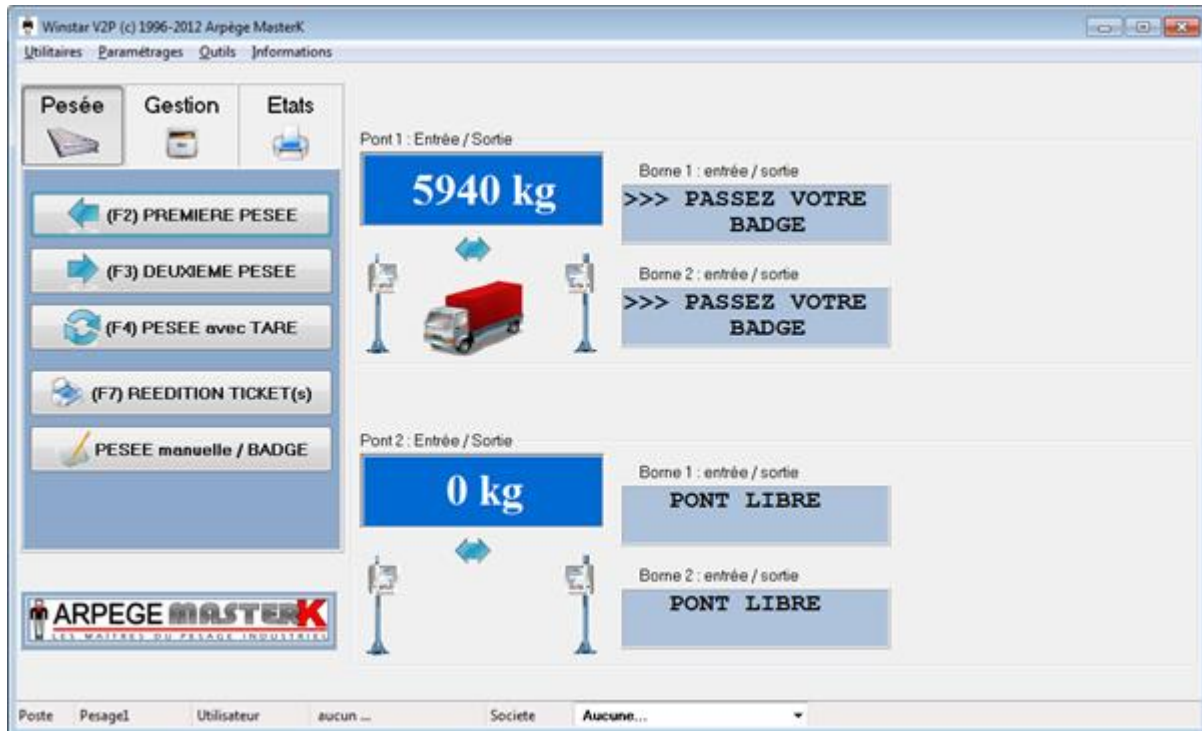 Winstar V2P (c) 1996-2012 Arpège MasterK
Utilitaires Paramétrages Outils Informations
Pesée Gestion Etats
(F2) PREMIERE PESEE
(F3) DEUXIEME PESEE
(F4) PESEE avec TARE
(F7) REEDITION TICKET(s)
PESEE manuelle / BADGE
ARPEGE MASTERK
LES MAÎTRES DU PESAGE INDUSTRIEL
Pont 1 : Entrée / Sortie
5940 kg
Borne 1 : entrée / sortie
>>> PASSEZ VOTRE
BADGE
Borne 2 : entrée / sortie
>>> PASSEZ VOTRE
BADGE
Pont 2 : Entrée / Sortie
0 kg
Borne 1 : entrée / sortie
PONT LIBRE
Borne 2 : entrée / sortie
PONT LIBRE
Poste Pesage1 Utilisateur aucun ... Societe Aucune...